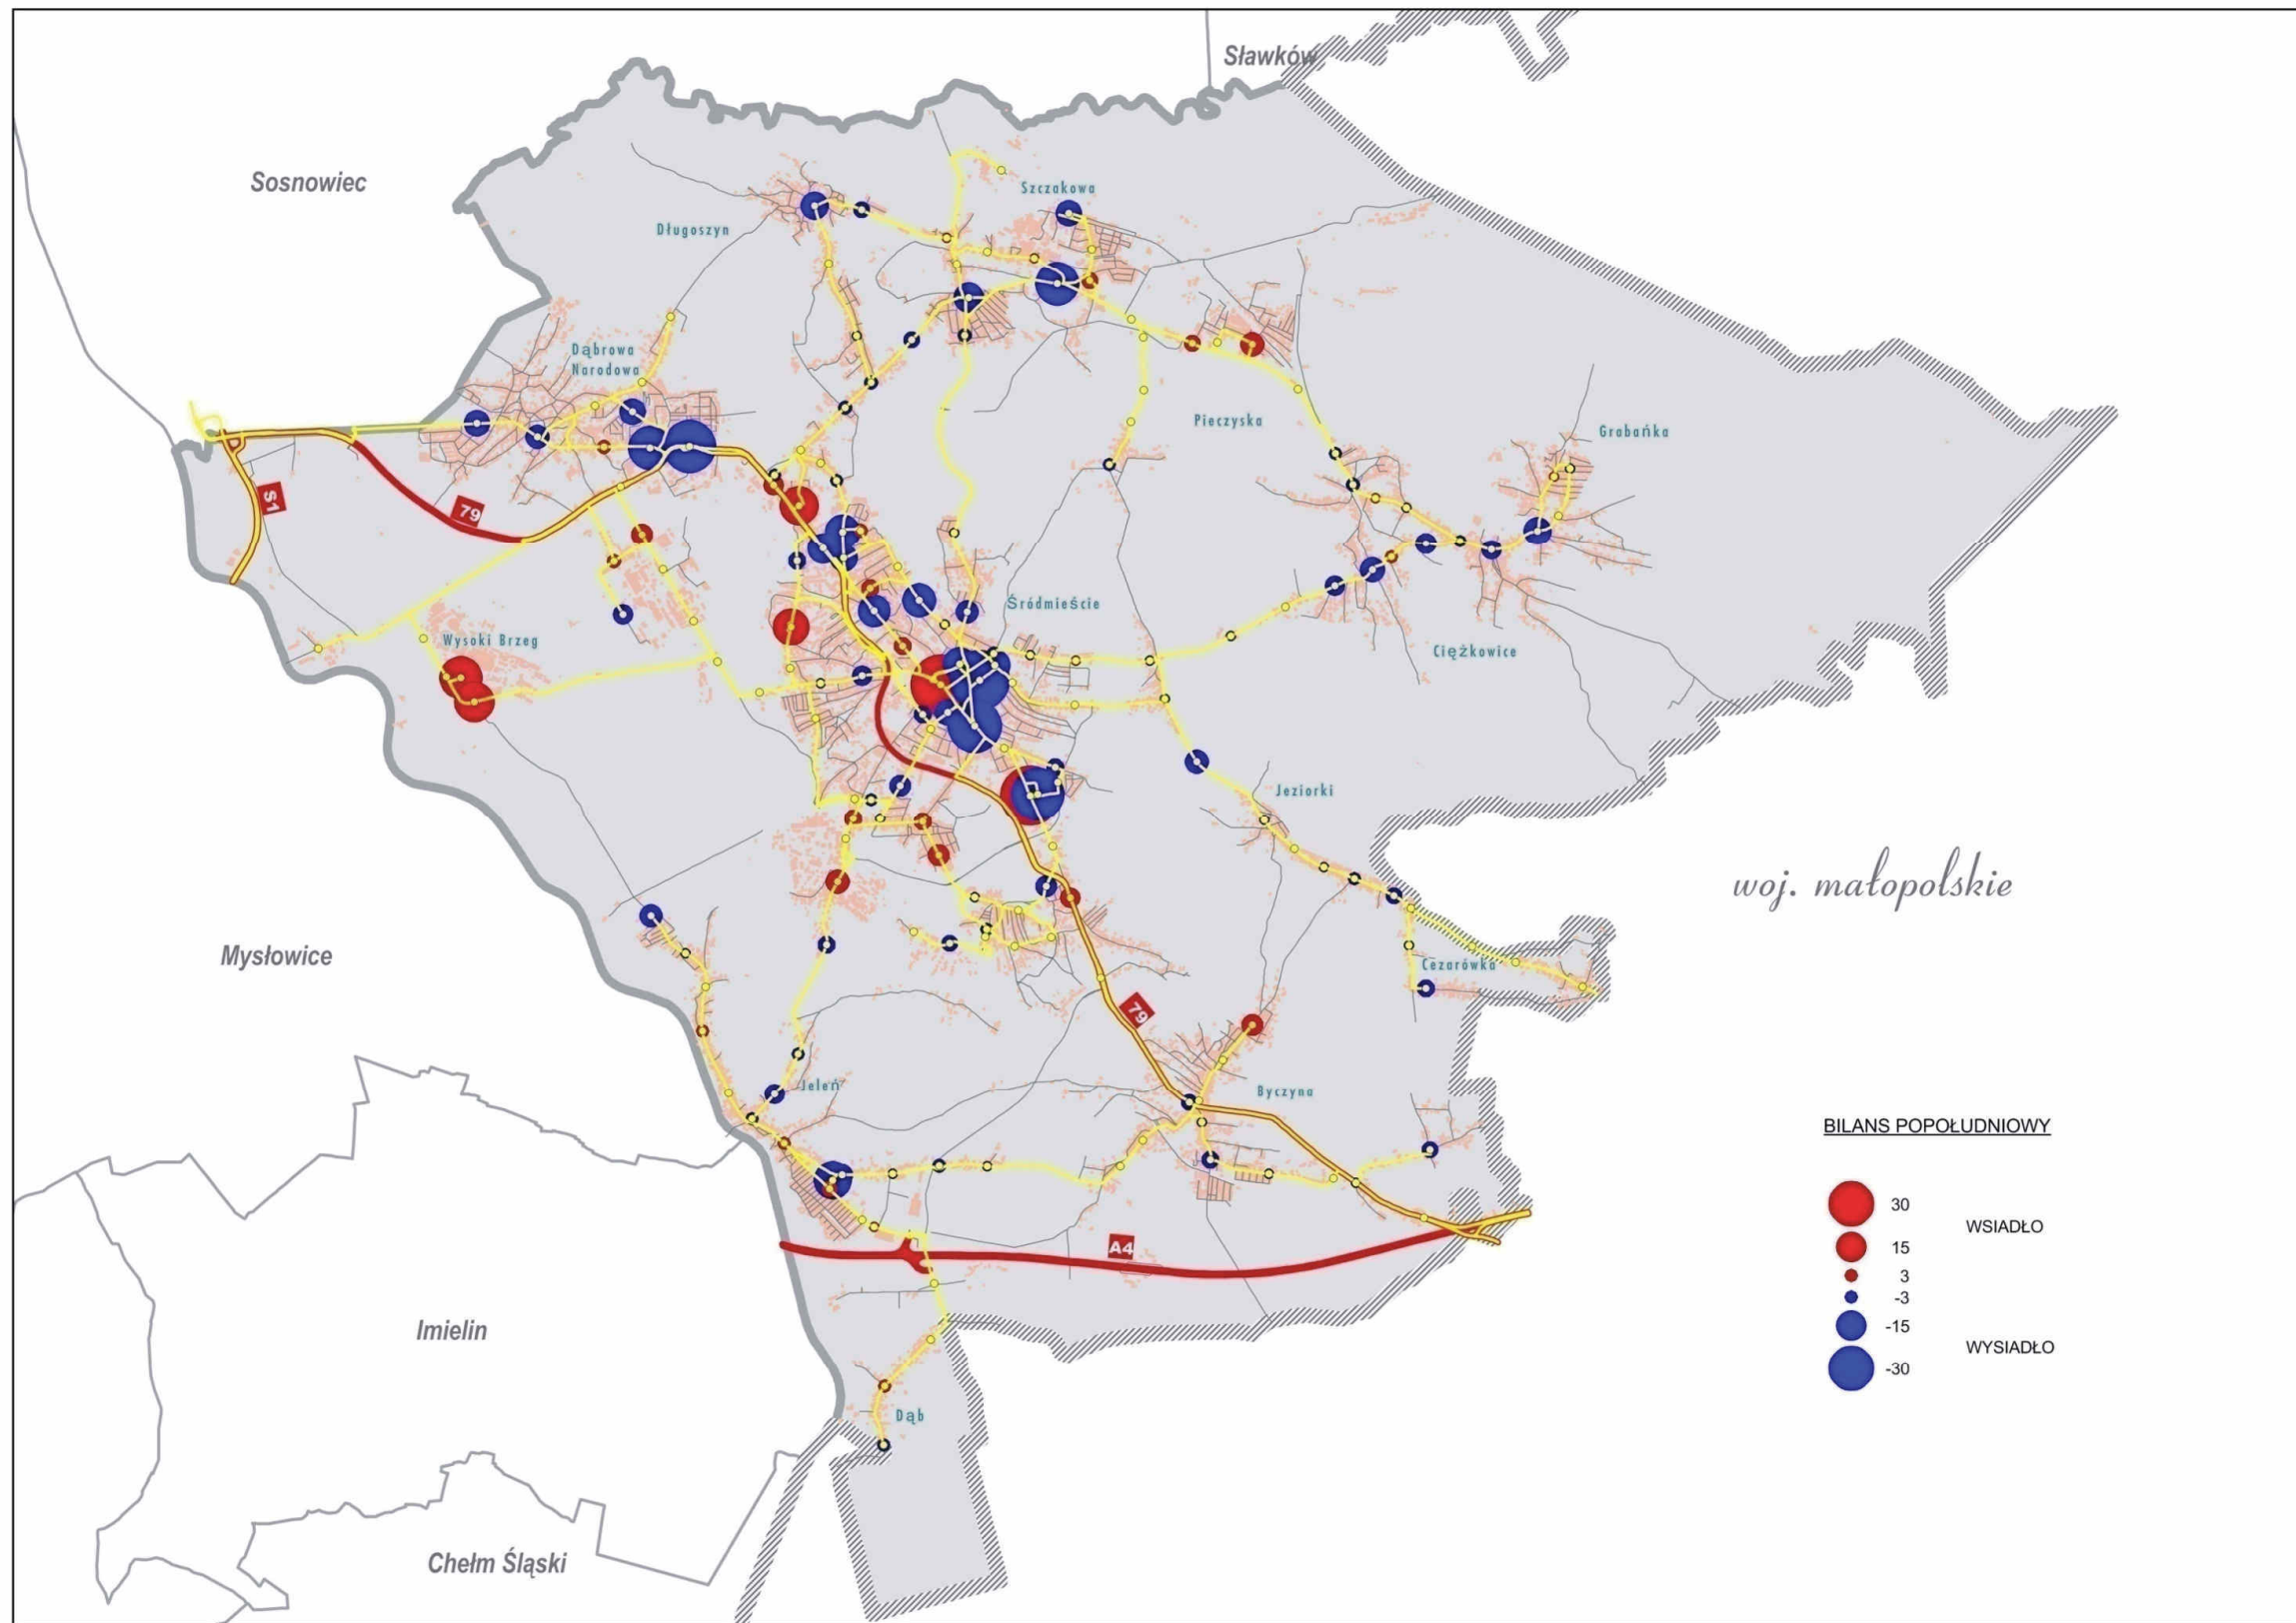 Sławków
Sosnowiec
Szczakowa
Długoszyn
Dąbrowa
Narodowa
Pieczyska
Grabańka
S1
79
Śródmieście
Wysoki Brzeg
Ciężkowice
Jeziorki
woj. małopolskie
Mysłowice
Cezarówka
79
Jeleń
Byczyna
BILANS POPOŁUDNIOWY
30
WSIADŁO
15
3
-3
-15
WYSIADŁO
-30
A4
Imielin
Dąb
Chełm Śląski